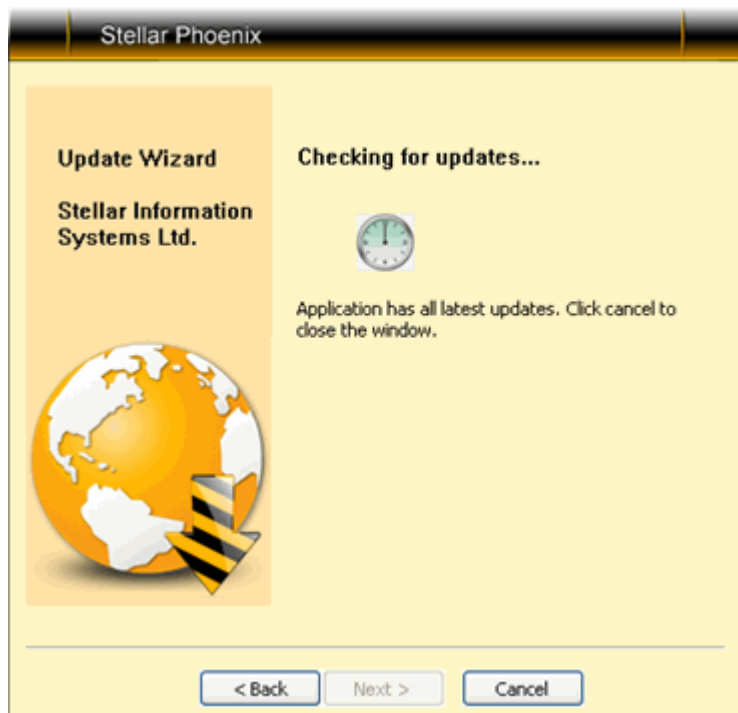 Stellar Phoenix
Update Wizard
Stellar Information
Systems Ltd.
Checking for updates...
Application has all latest updates. Click cancel to
close the window.
< Back
Next >
Cancel